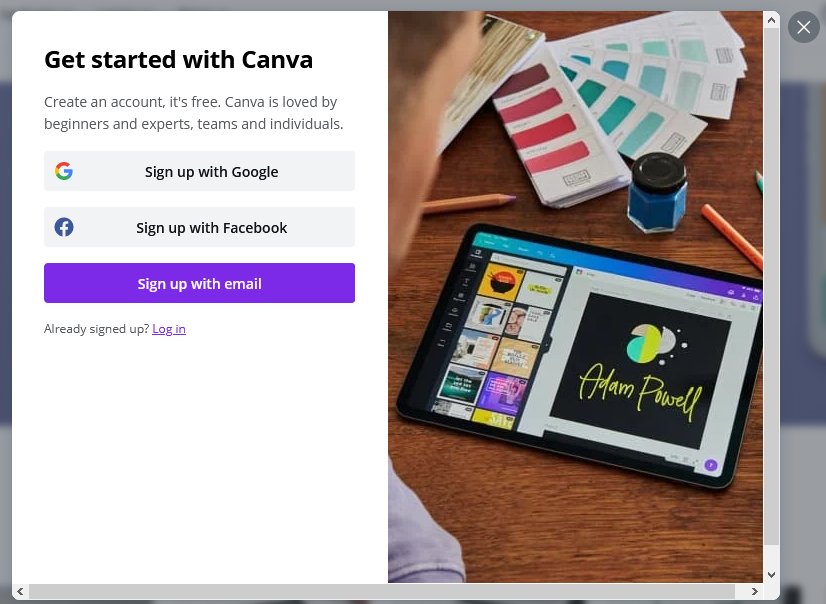 Get started with Canva
Create an account, it's free. Canva is loved by
beginners and experts, teams and individuals.
Sign up with Google
Sign up with Facebook
Sign up with email
Already signed up? Log in
Adam Powell